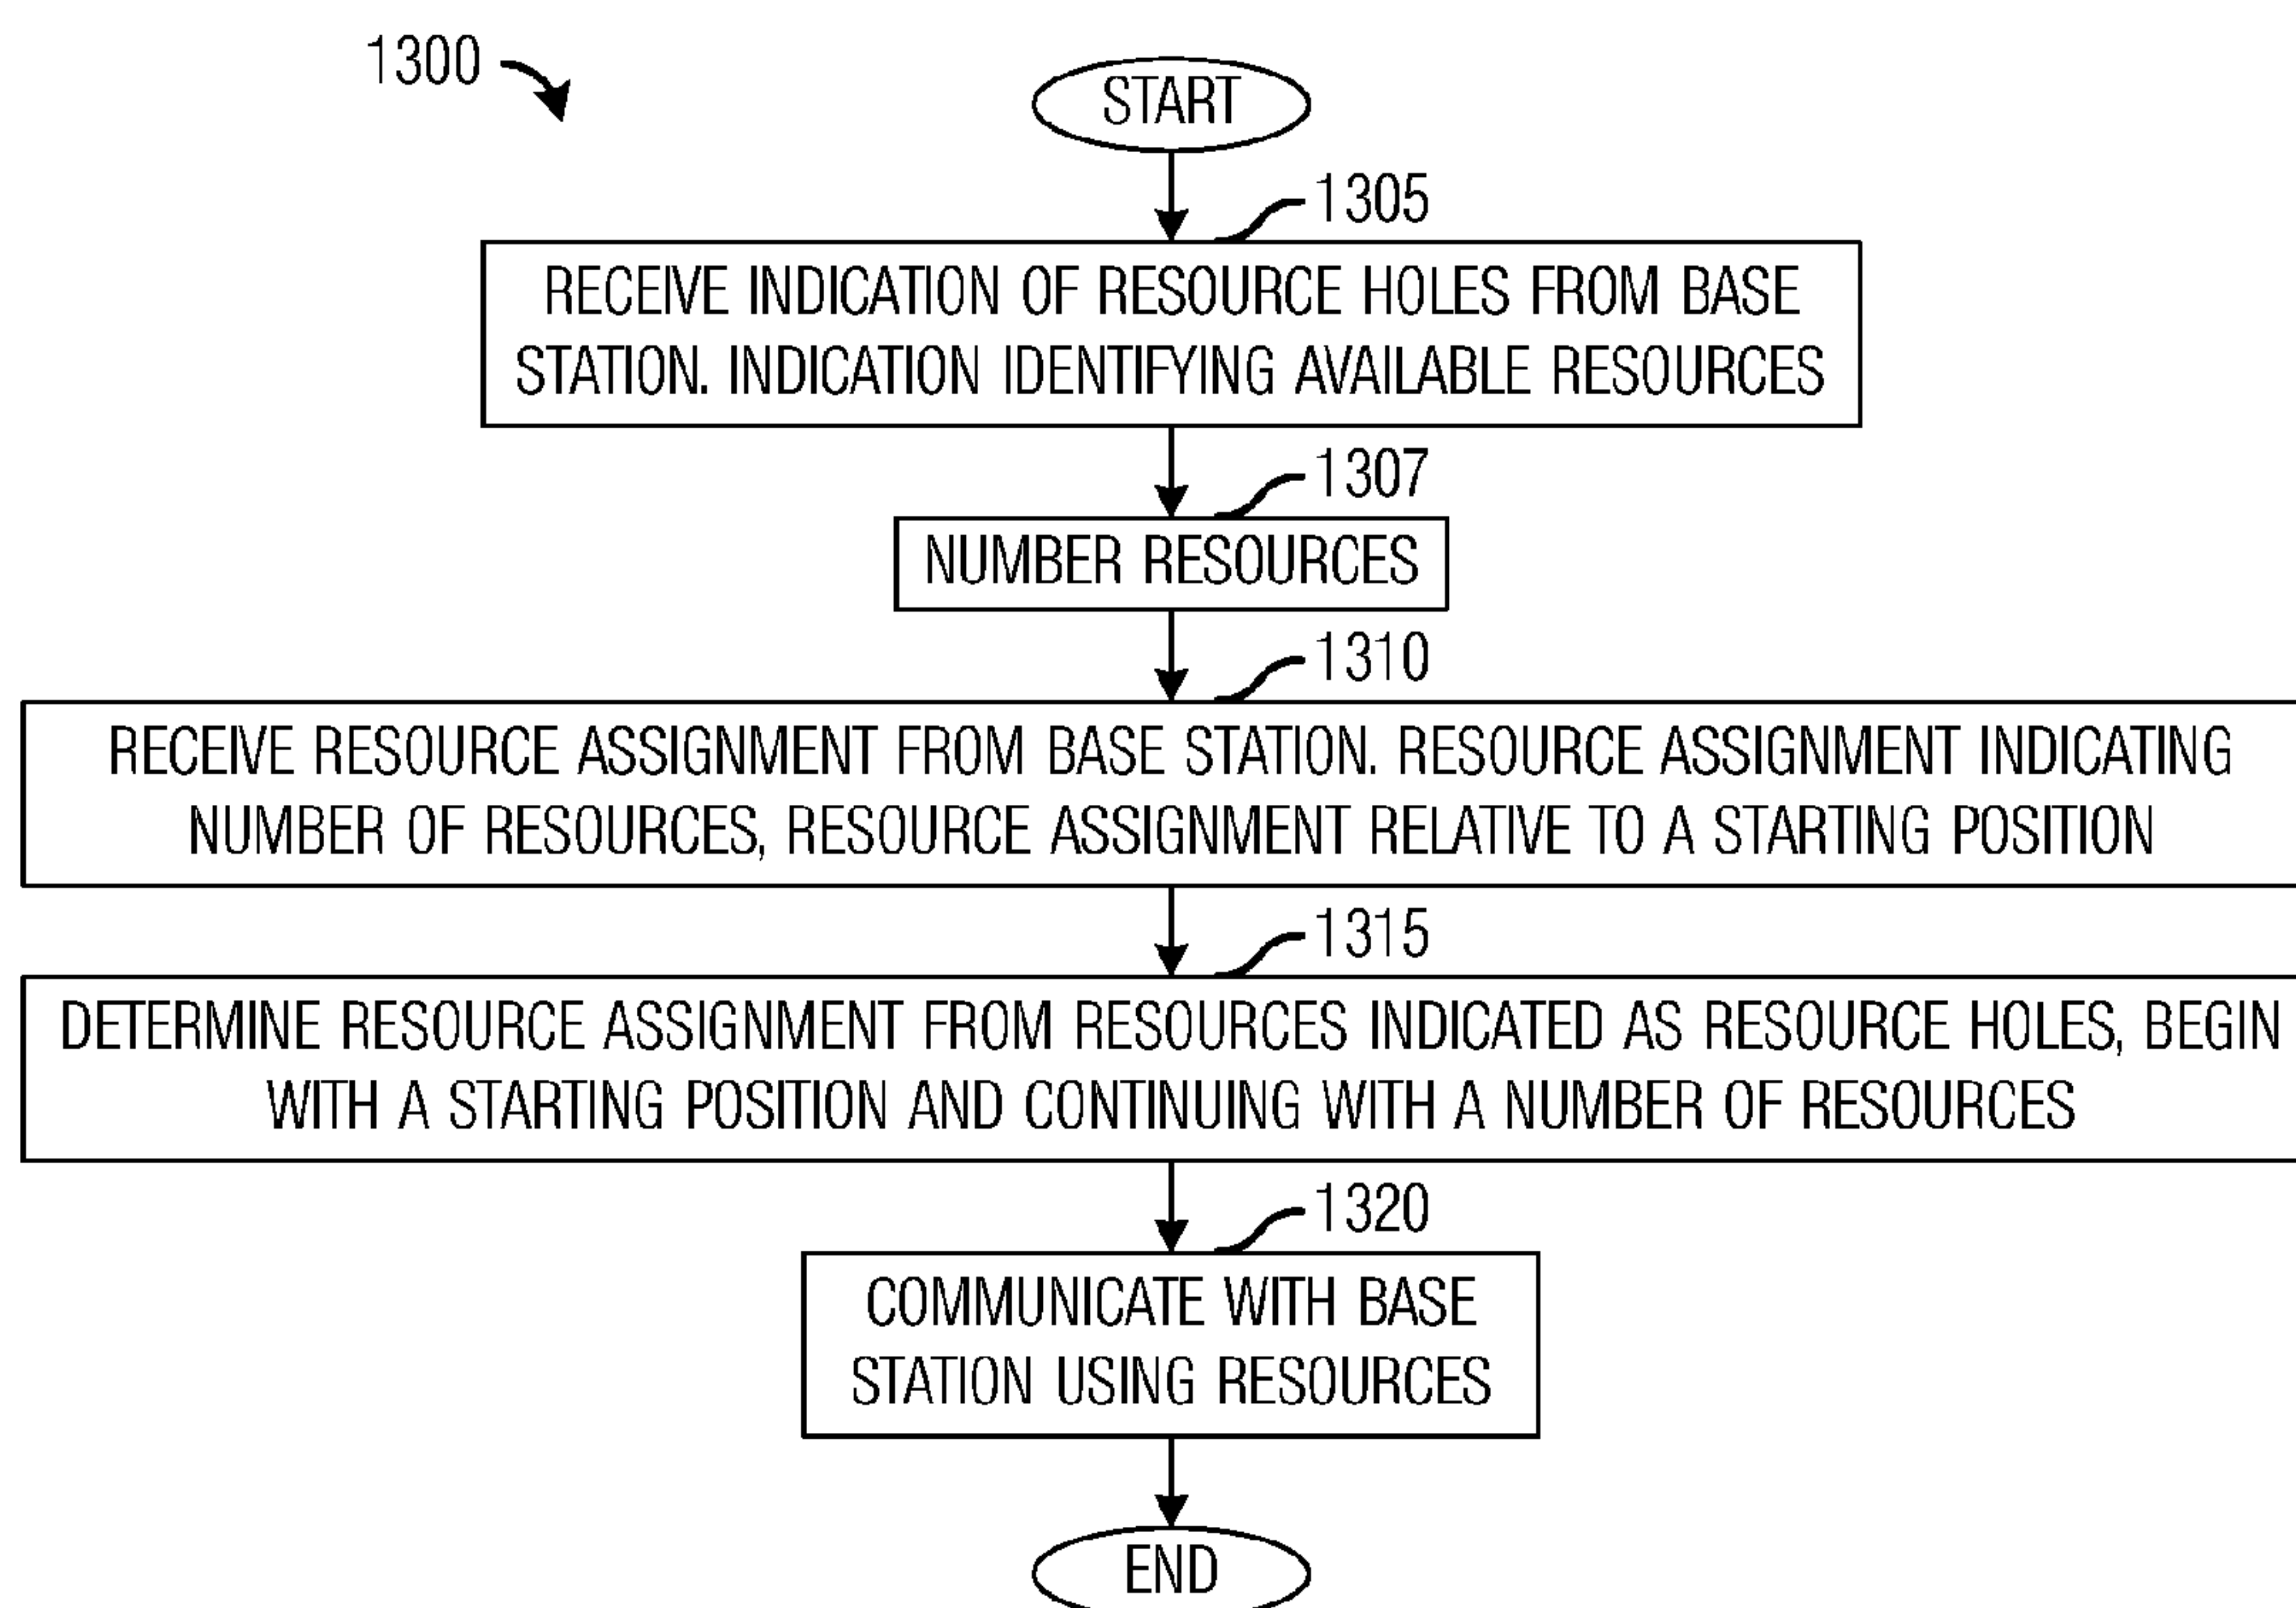 1300
START
1305
RECEIVE INDICATION OF RESOURCE HOLES FROM BASE
STATION. INDICATION IDENTIFYING AVAILABLE RESOURCES
1307
NUMBER RESOURCES
1310
RECEIVE RESOURCE ASSIGNMENT FROM BASE STATION. RESOURCE ASSIGNMENT INDICATING
NUMBER OF RESOURCES, RESOURCE ASSIGNMENT RELATIVE TO A STARTING POSITION
1315
DETERMINE RESOURCE ASSIGNMENT FROM RESOURCES INDICATED AS RESOURCE HOLES, BEGIN
WITH A STARTING POSITION AND CONTINUING WITH A NUMBER OF RESOURCES
1320
COMMUNICATE WITH BASE
STATION USING RESOURCES
END